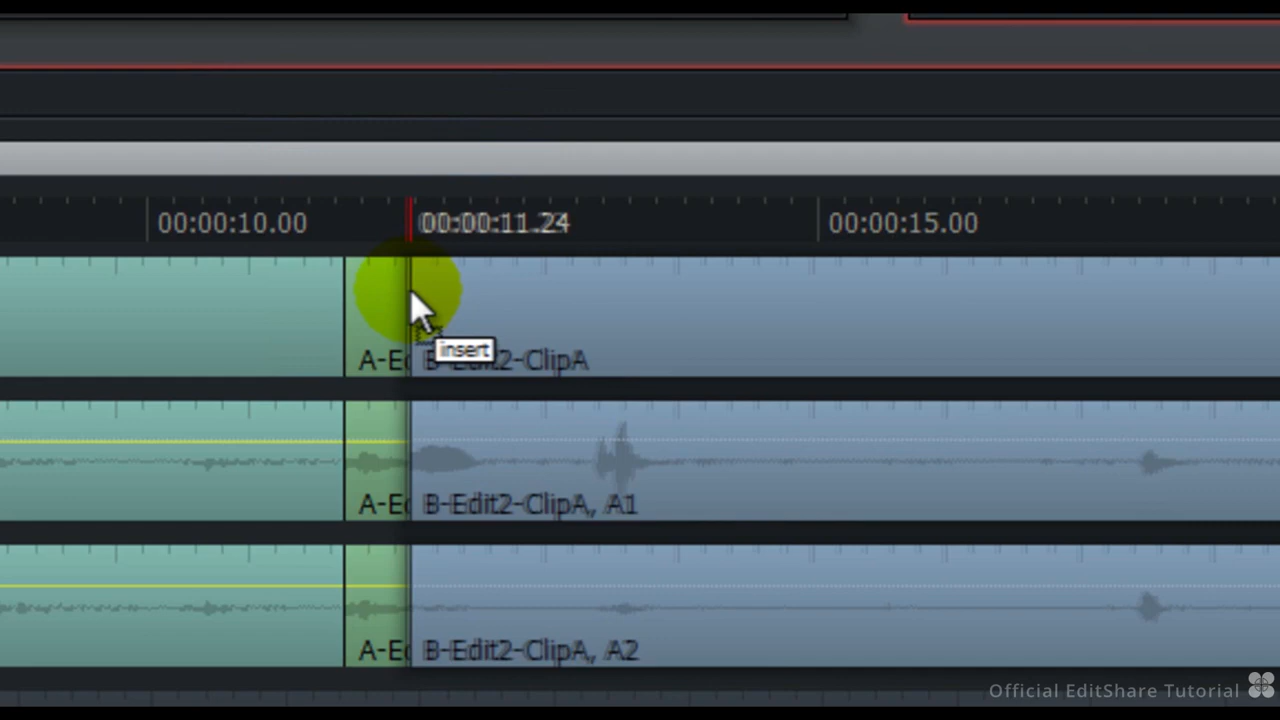 00:00:10.00 00:00:11.24 00:00:15.00
insert
A-Ed B-Edit2-ClipA
A-Ed B-Edit2-ClipA, A1
A-Ed B-Edit2-ClipA, A2
Official EditShare Tutorial